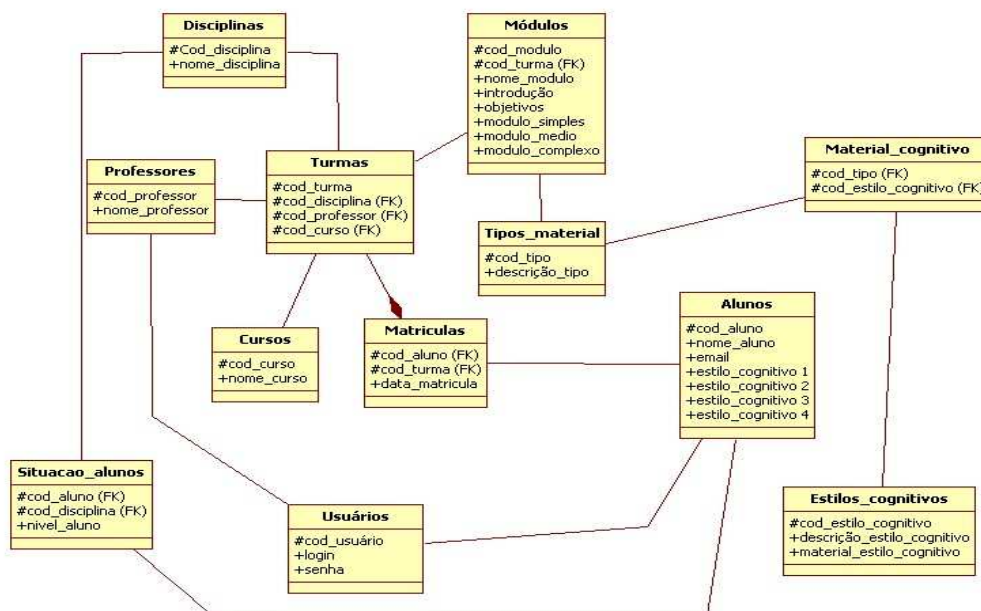 Disciplinas
#Cod_disciplina
+nome_disciplina
Módulos
#cod_modulo
#cod_turma (FK)
+nome_modulo
+introdução
+objetivos
+modulo_simples
+modulo_medio
+modulo_complexo
Material_cognitivo
#cod_tipo (FK)
#cod_estilo_cognitivo (FK)
Turmas
#cod_turma
#cod_disciplina (FK)
#cod_professor (FK)
#cod_curso (FK)
Professores
#cod_professor
+nome_professor
Tipos_material
#cod_tipo
+descrição_tipo
Alunos
#cod_aluno
+nome_aluno
+email
+estilo_cognitivo 1
+estilo_cognitivo 2
+estilo_cognitivo 3
+estilo_cognitivo 4
Cursos
#cod_curso
+nome_curso
Matriculas
#cod_aluno (FK)
#cod_turma (FK)
+data_matricula
Situacao_alunos
#cod_aluno (FK)
#cod_disciplina (FK)
+nivel_aluno
Usuários
#cod_usuário
+login
+senha
Estilos_cognitivos
#cod_estilo_cognitivo
+descrição_estilo_cognitivo
+material_estilo_cognitivo